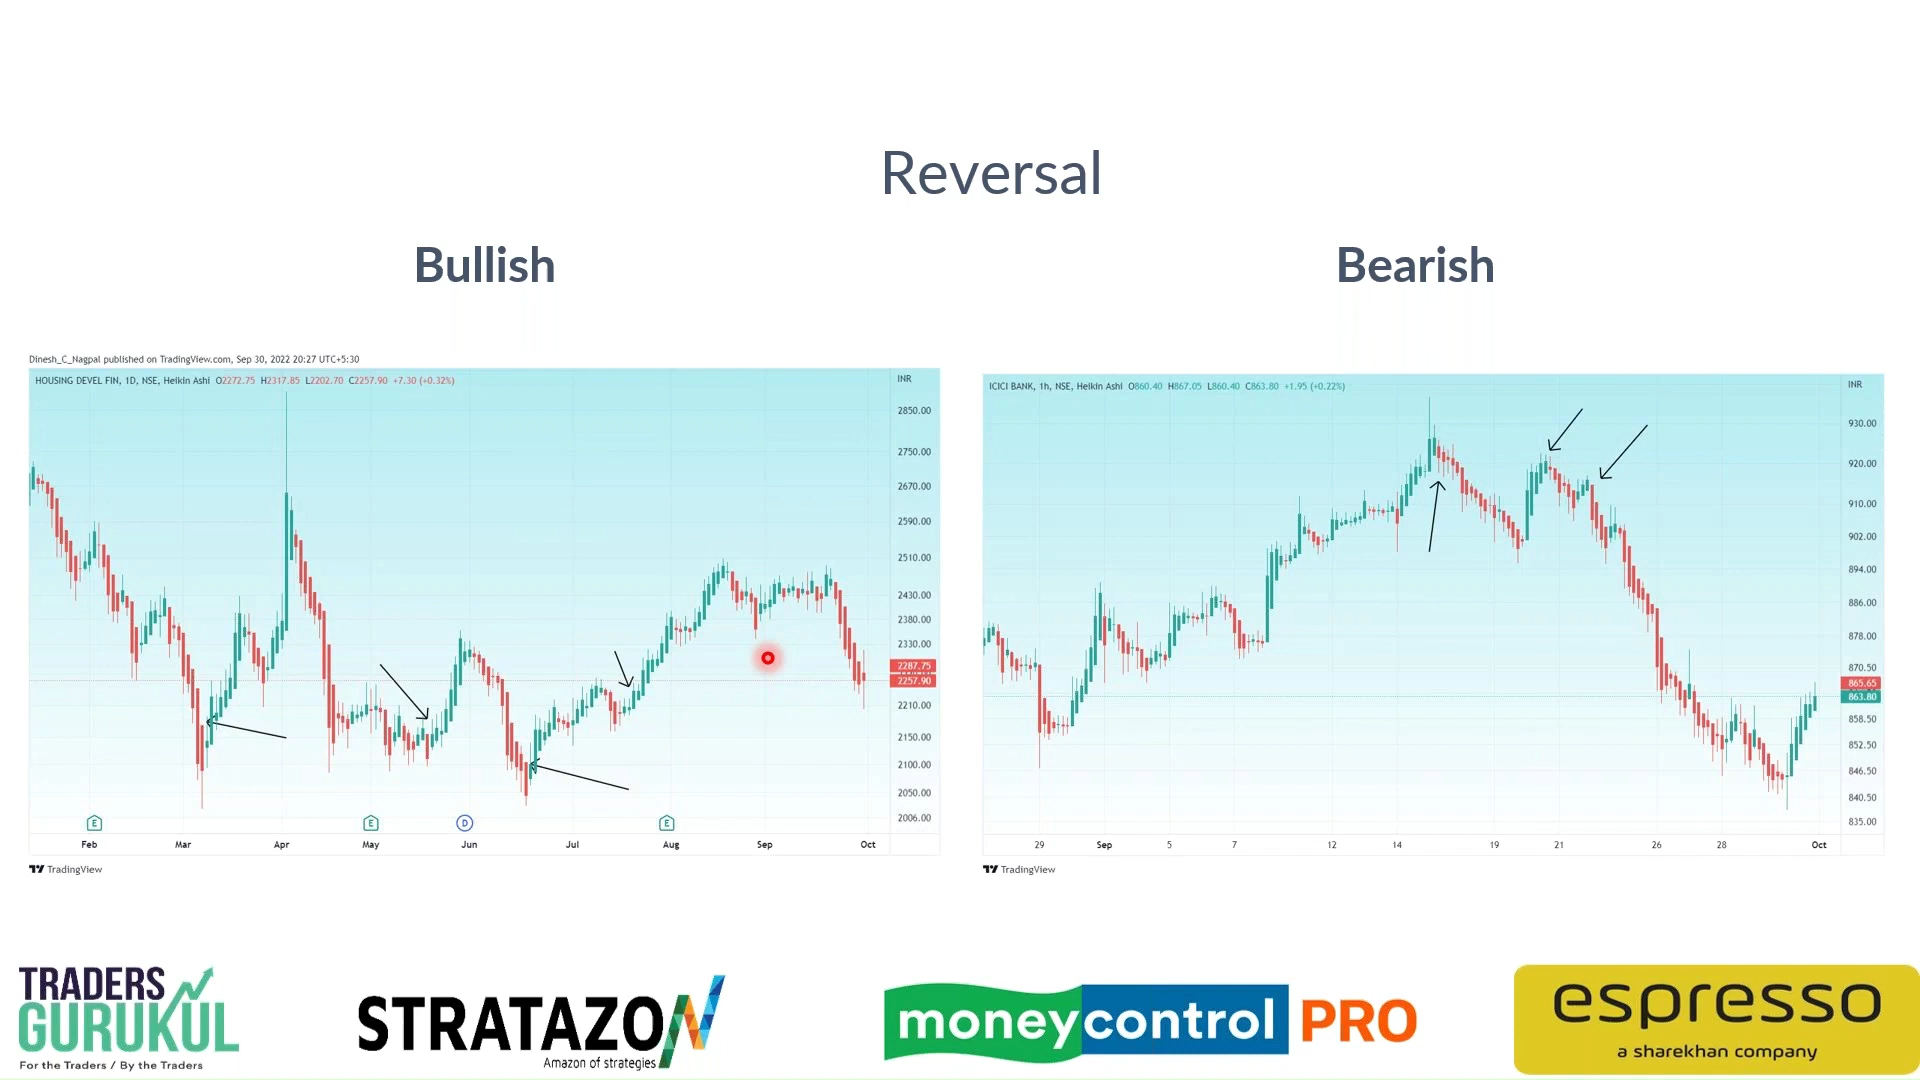 Reversal
Bullish
Bearish
Dinesh_C_Nagpal published on TradingView.com, Sep 30, 2022 20:27 UTC+5:30
HOUSING DEVEL FIN, 1D, NSE, Heikin Ashi O2272.75 H2317.85 L2202.70 C2257.90 +7.30 (+0.32%)
INR
2850.00
2750.00
2670.00
2590.00
2510.00
2430.00
2380.00
2330.00
2287.75
2257.90
2210.00
2150.00
2100.00
2050.00
2006.00
E
E
D
E
Feb Mar Apr May Jun Jul Aug Sep Oct
TradingView
ICICI BANK, 1h, NSE, Heikin Ashi O860.40 H867.05 L860.40 C863.80 +1.95 (+0.22%)
INR
930.00
920.00
910.00
902.00
894.00
886.00
878.00
870.50
865.65
863.80
858.50
852.50
846.50
840.50
835.00
29 Sep 5 7 12 14 19 21 26 28 Oct
TradingView
TRADERS
GURUKUL
For the Traders / By the Traders
STRATAZON
Amazon of strategies
moneycontrol PRO
espresso
a sharekhan company